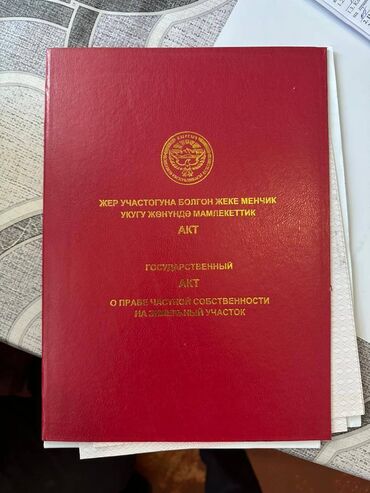 ЖЕР УЧАСТОГУНА БОЛГОН ЖЕКЕ МЕНЧИК
УКУГУ ЖӨНҮНДӨ МАМЛЕКЕТТИК
АКТ
ГОСУДАРСТВЕННЫЙ
АКТ
О ПРАВЕ ЧАСТНОЙ СОБСТВЕННОСТИ
НА ЗЕМЕЛЬНЫЙ УЧАСТОК